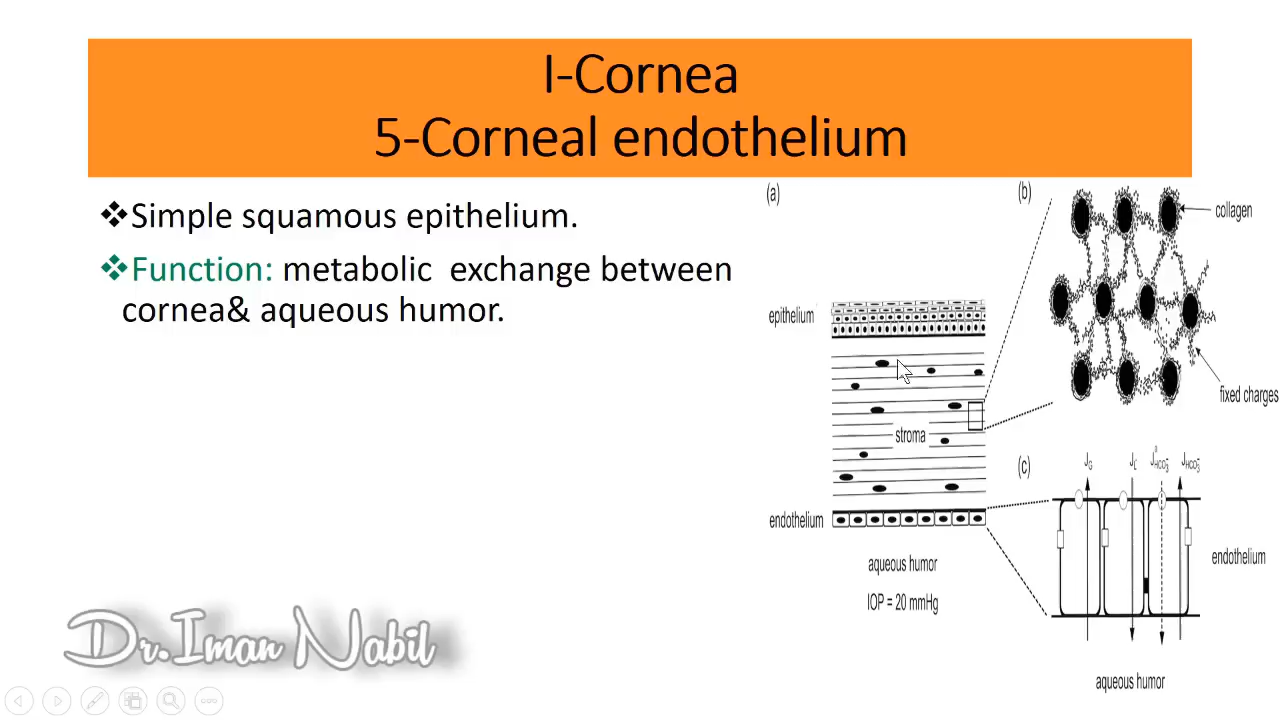 I-Cornea
5-Corneal endothelium
❖Simple squamous epithelium.
❖Function: metabolic exchange between
cornea& aqueous humor.
(a)
epithelium
stroma
endothelium
aqueous humor
IOP = 20 mmHg
(b)
collagen
fixed charges
(c)
J_G
endothelium
aqueous humor
Dr.Iman Nabil